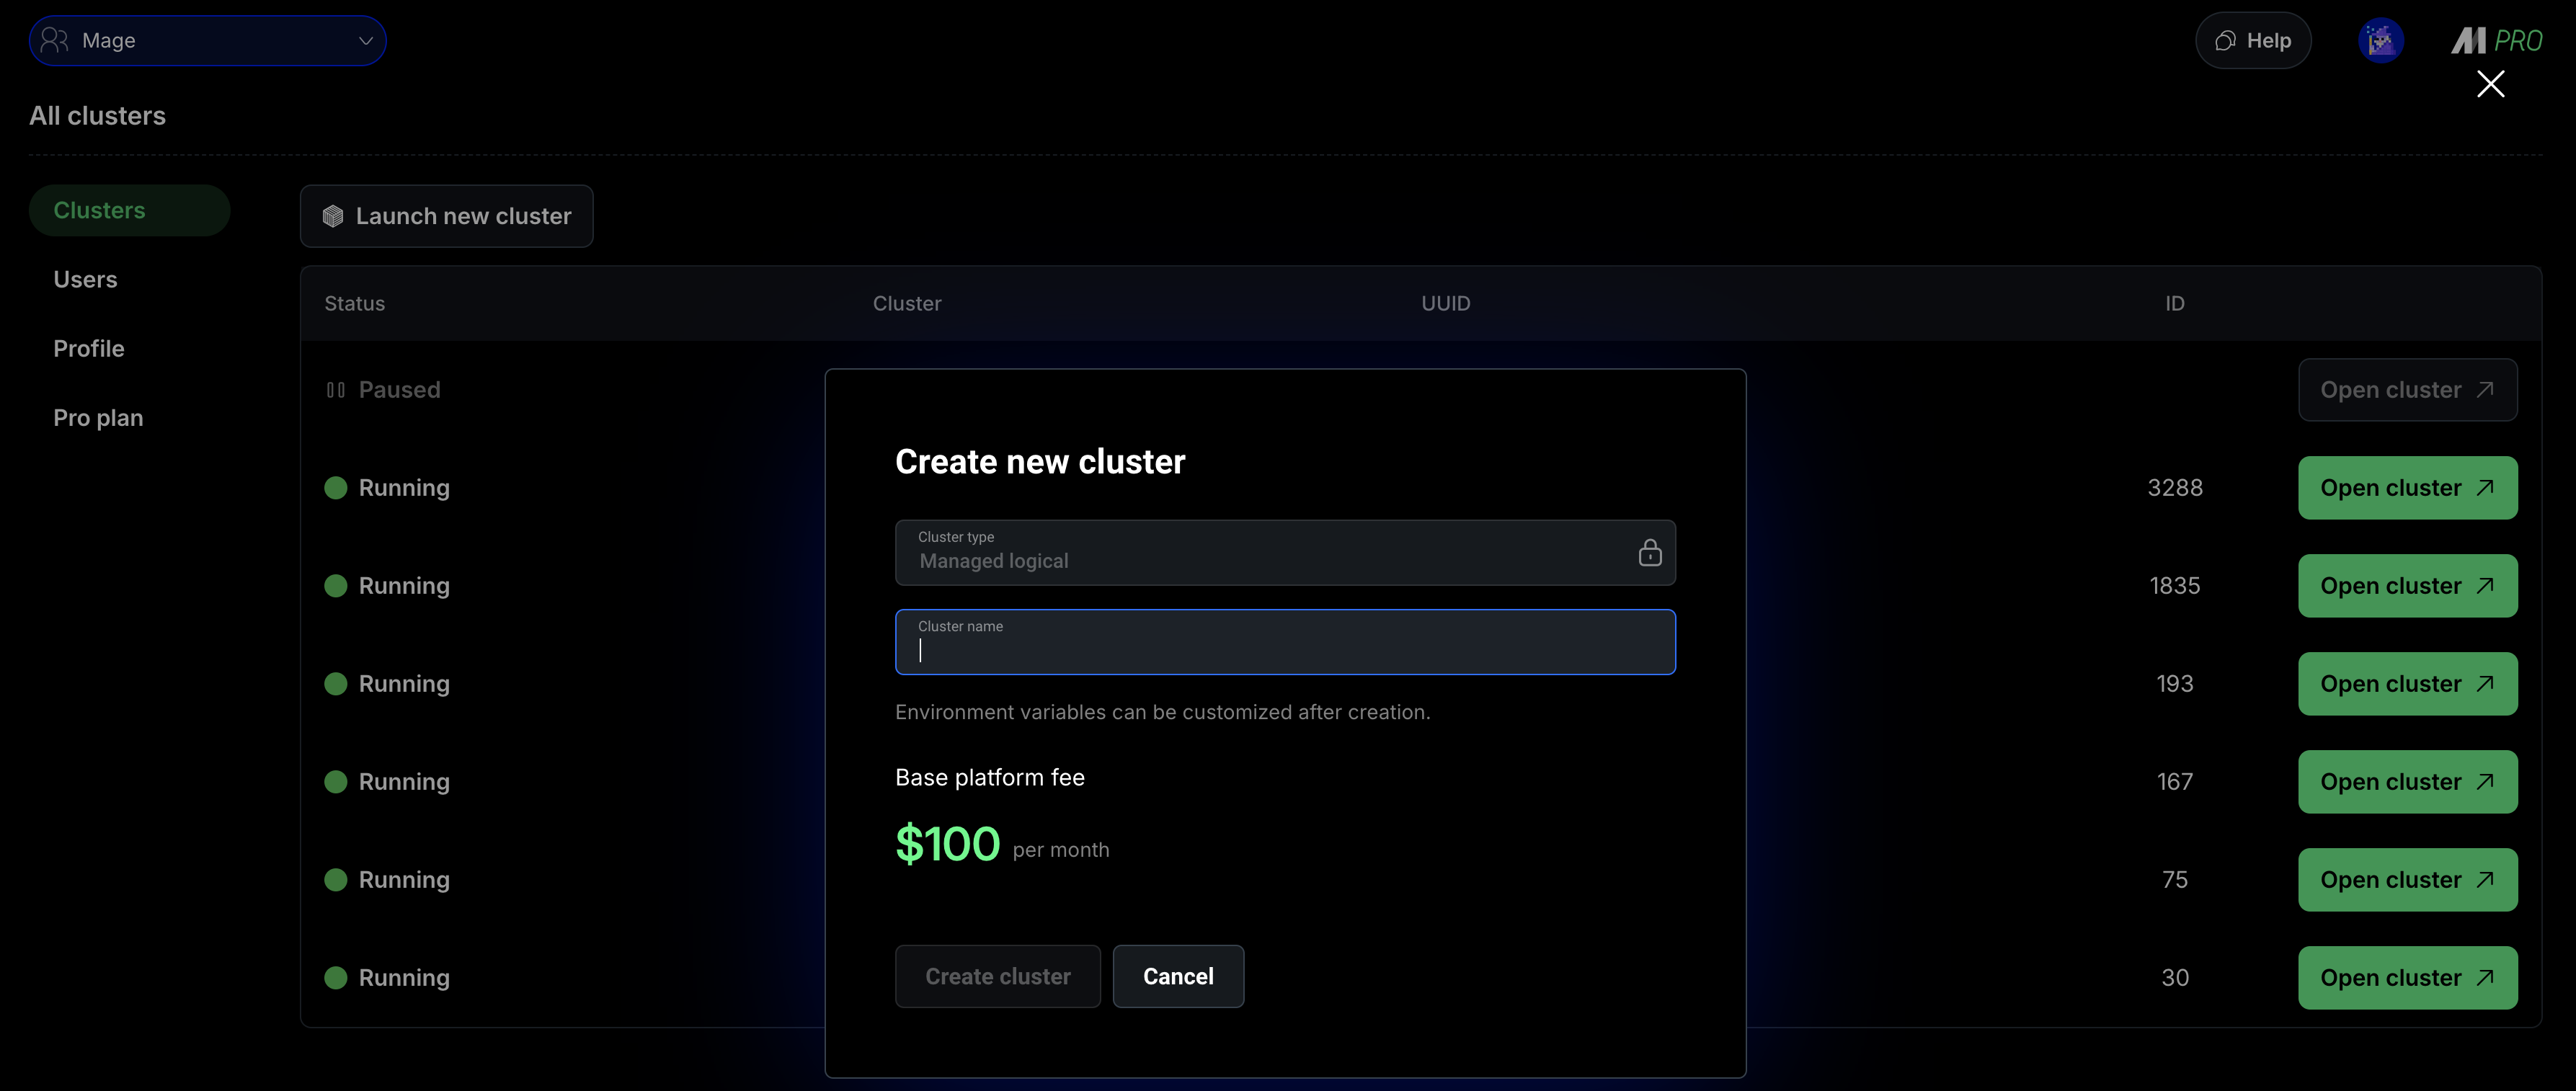 Mage
Help
PRO
All clusters
Clusters
Users
Profile
Pro plan
Launch new cluster
Status Cluster UUID ID
Paused Open cluster
Running 3288 Open cluster
Running 1835 Open cluster
Running 193 Open cluster
Running 167 Open cluster
Running 75 Open cluster
Running 30 Open cluster
Create new cluster
Cluster type
Managed logical
Cluster name
Environment variables can be customized after creation.
Base platform fee
$100 per month
Create cluster Cancel